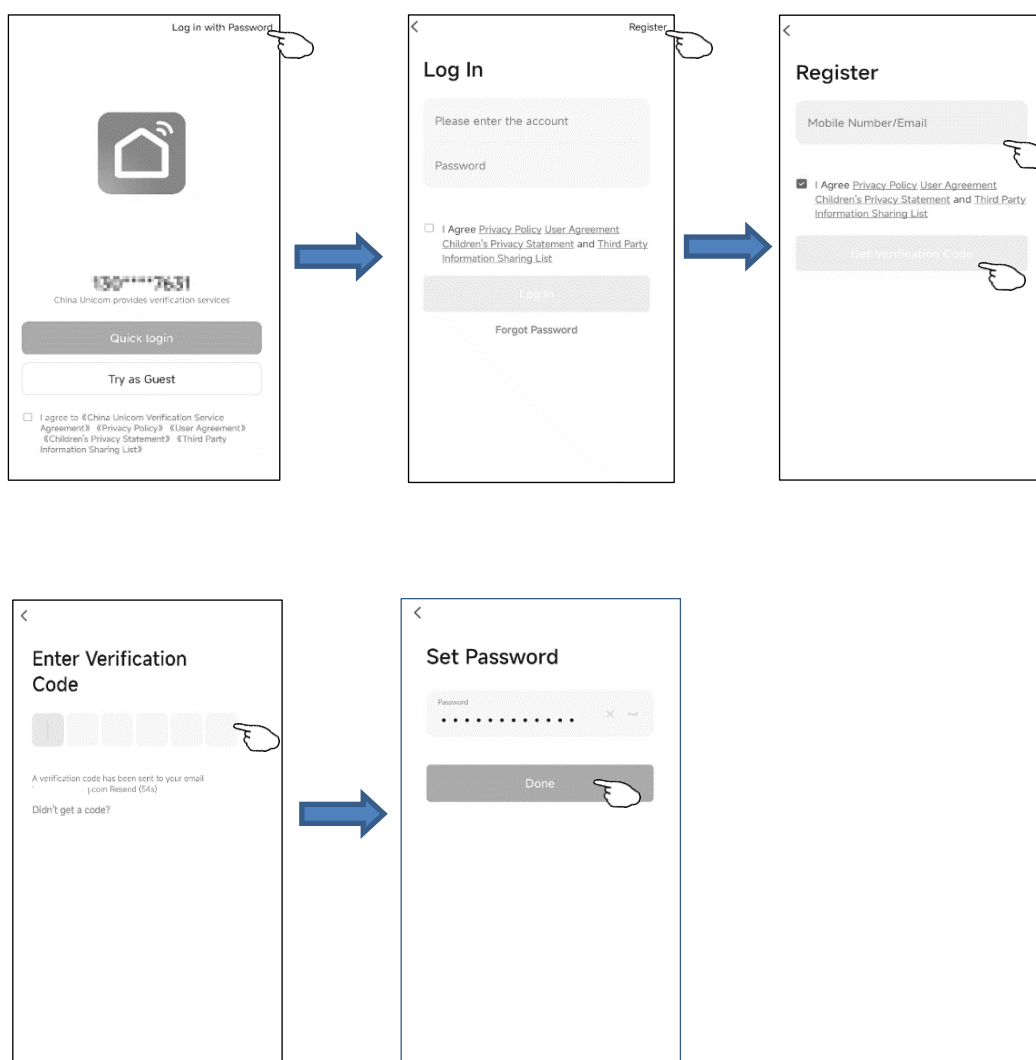 Log in with Password
130****7631
China Unicom provides verification services
Quick login
Try as Guest
I agree to 《China Unicom Verification Service
Agreement》 《Privacy Policy》 《User Agreement》
《Children's Privacy Statement》 《Third Party
Information Sharing List》
Register
Log In
Please enter the account
Password
I Agree Privacy Policy User Agreement
Children's Privacy Statement and Third Party
Information Sharing List
Log In
Forgot Password
Register
Mobile Number/Email
I Agree Privacy Policy User Agreement
Children's Privacy Statement and Third Party
Information Sharing List
Get Verification Code
Enter Verification
Code
A verification code has been sent to your email
Resend (54s)
Didn't get a code?
Set Password
Password
Done